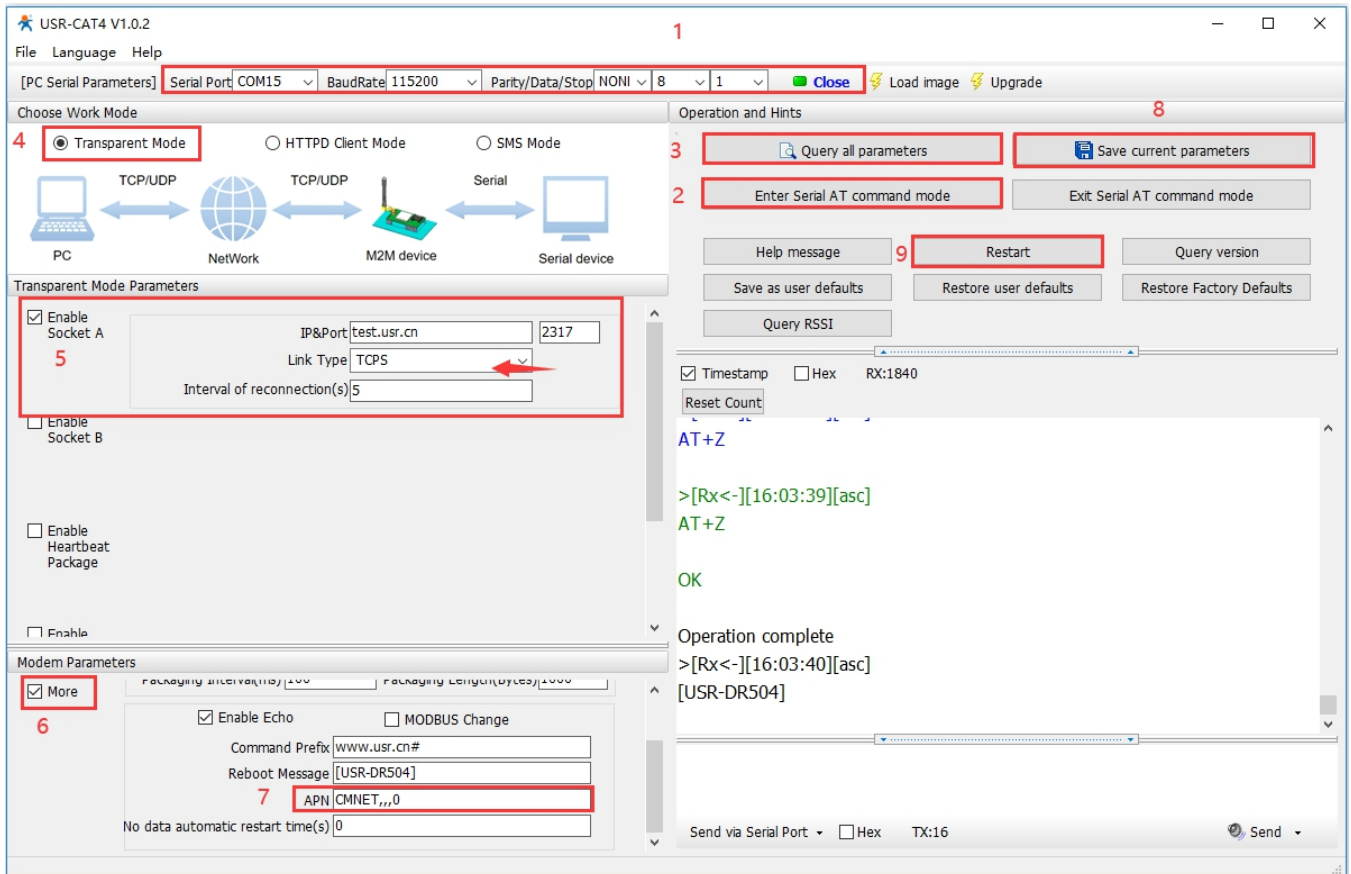 USR-CAT4 V1.0.2
1
File Language Help
[PC Serial Parameters] Serial Port COM15 BaudRate 115200 Parity/Data/Stop NONI 8 1 Close Load image Upgrade
Choose Work Mode
4 Transparent Mode HTTPD Client Mode SMS Mode
TCP/UDP TCP/UDP Serial
PC NetWork M2M device Serial device
Transparent Mode Parameters
Enable
Socket A
5
IP&Port test.usr.cn 2317
Link Type TCPS
Interval of reconnection(s) 5
Enable
Socket B
Enable
Heartbeat
Package
Enable
Modem Parameters
More
6
Packaging Interval(ms) 100 Packaging Length(Bytes) 1000
Enable Echo MODBUS Change
Command Prefix www.usr.cn#
Reboot Message [USR-DR504]
7 APN CMNET,,,0
No data automatic restart time(s) 0
Operation and Hints
8
3 Query all parameters Save current parameters
2 Enter Serial AT command mode Exit Serial AT command mode
Help message 9 Restart Query version
Save as user defaults Restore user defaults Restore Factory Defaults
Query RSSI
Timestamp Hex RX:1840
Reset Count
AT+Z
>[Rx<-][16:03:39][asc]
AT+Z
OK
Operation complete
>[Rx<-][16:03:40][asc]
[USR-DR504]
Send via Serial Port Hex TX:16 Send